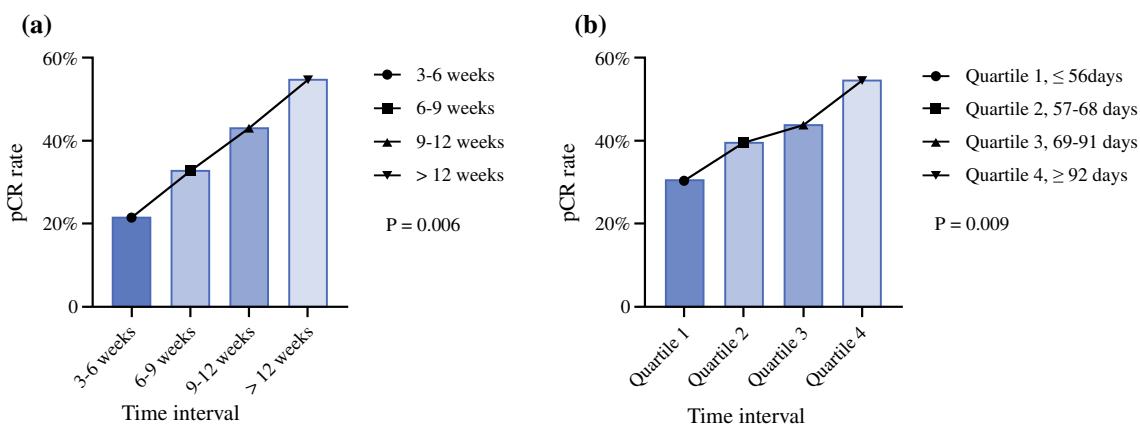 (a)
60%
40%
20%
0
pCR rate
3-6 weeks
6-9 weeks
9-12 weeks
> 12 weeks
Time interval
3-6 weeks
6-9 weeks
9-12 weeks
> 12 weeks
P = 0.006
(b)
60%
40%
20%
0
pCR rate
Quartile 1
Quartile 2
Quartile 3
Quartile 4
Time interval
Quartile 1, ≤ 56days
Quartile 2, 57-68 days
Quartile 3, 69-91 days
Quartile 4, ≥ 92 days
P = 0.009